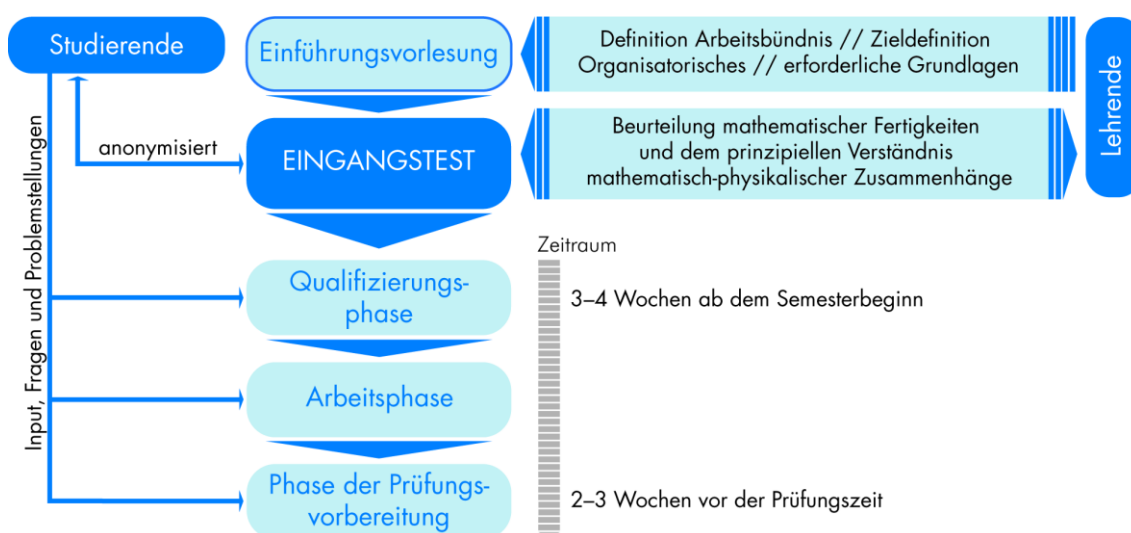 Studierende
Einführungsvorlesung
Definition Arbeitsbündnis // Zieldefinition
Organisatorisches // erforderliche Grundlagen
Lehrende
anonymisiert
EINGANGSTEST
Beurteilung mathematischer Fertigkeiten
und dem prinzipiellen Verständnis
mathematisch-physikalischer Zusammenhänge
Input, Fragen und Problemstellungen
Zeitraum
Qualifizierungs-
phase
3–4 Wochen ab dem Semesterbeginn
Arbeitsphase
Phase der Prüfungs-
vorbereitung
2–3 Wochen vor der Prüfungszeit